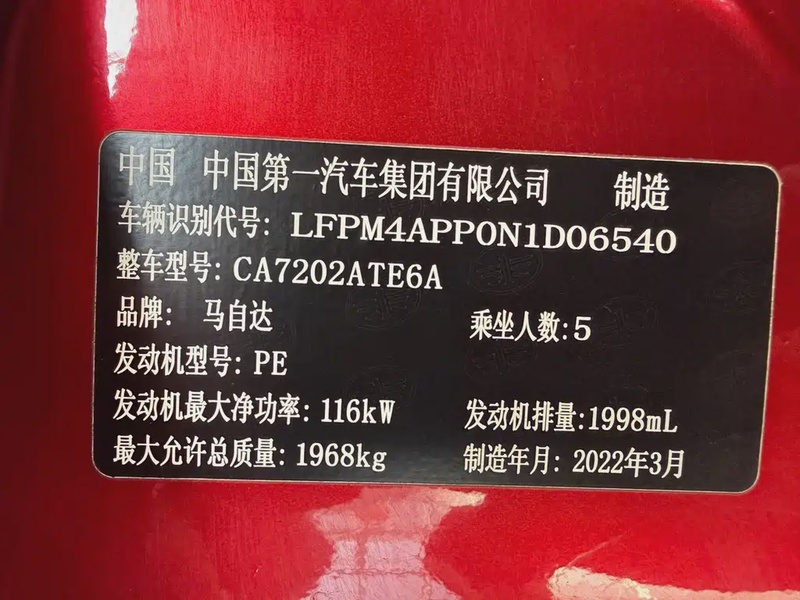 中国 中国第一汽车集团有限公司 制造
车辆识别代号: LFPM4APP0N1D06540
整车型号: CA7202ATE6A
品牌: 马自达 乘坐人数:5
发动机型号: PE
发动机最大净功率: 116kW 发动机排量:1998mL
最大允许总质量: 1968kg 制造年月: 2022年3月